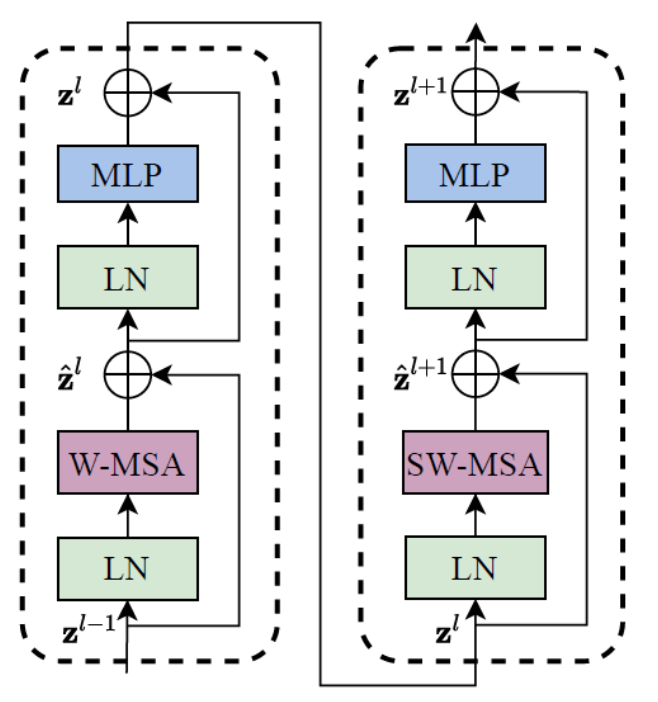 z^l
MLP
LN
ẑ^l
W-MSA
LN
z^{l-1}
z^{l+1}
MLP
LN
ẑ^{l+1}
SW-MSA
LN
z^l